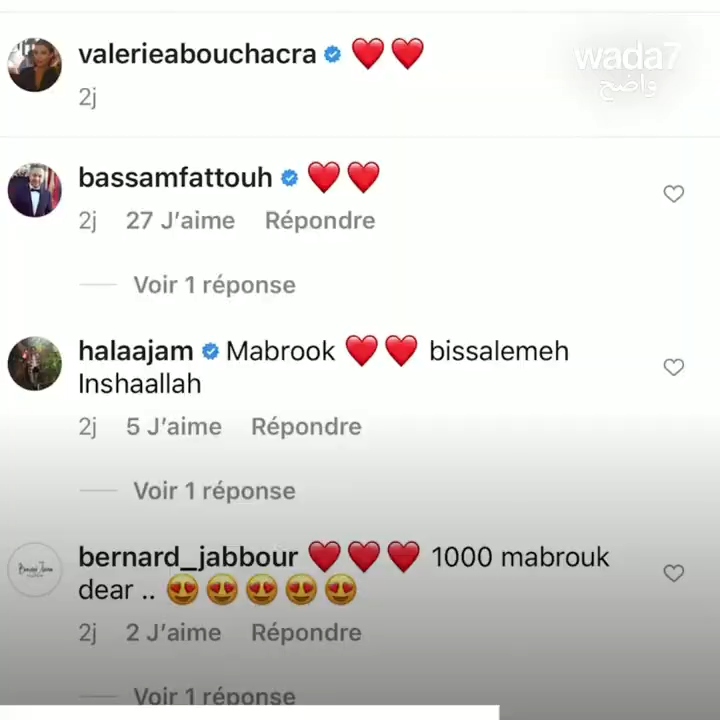 valerieabouchacra ❤️❤️
wada7
واضح
2j
bassamfattouh ❤️❤️
2j 27 J’aime Répondre
Voir 1 réponse
halaajam Mabrook ❤️❤️ bissalemeh
Inshaallah
2j 5 J’aime Répondre
Voir 1 réponse
bernard_jabbour ❤️❤️❤️ 1000 mabrouk
dear .. 😍😍😍😍😍
2j 2 J’aime Répondre
Voir 1 réponse